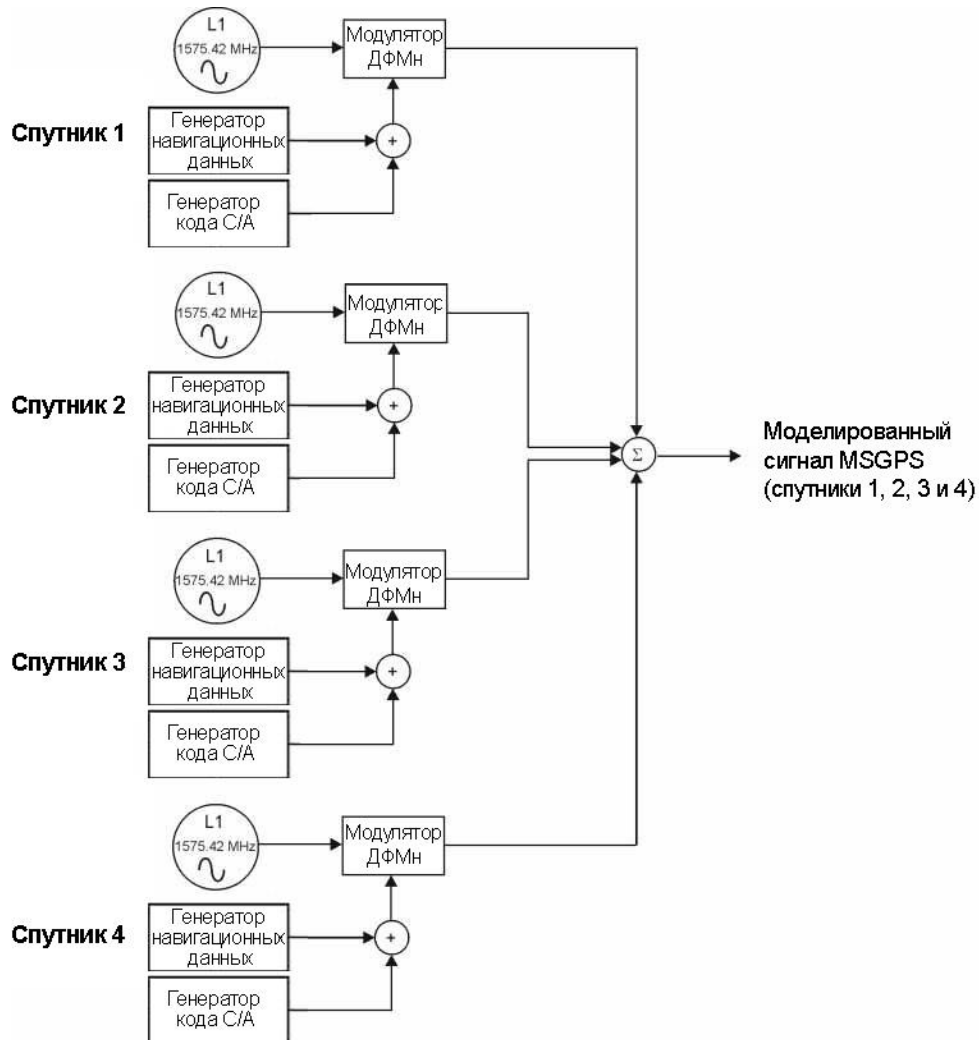 L1
1575.42 MHz
Модулятор
ДФМн
Спутник 1
Генератор
навигационных
данных
+
Генератор
кода C/A
L1
1575.42 MHz
Модулятор
ДФМн
Спутник 2
Генератор
навигационных
данных
+
Генератор
кода C/A
Σ
Моделированный
сигнал MSGPS
(спутники 1, 2, 3 и 4)
L1
1575.42 MHz
Модулятор
ДФМн
Спутник 3
Генератор
навигационных
данных
+
Генератор
кода C/A
L1
1575.42 MHz
Модулятор
ДФМн
Спутник 4
Генератор
навигационных
данных
+
Генератор
кода C/A